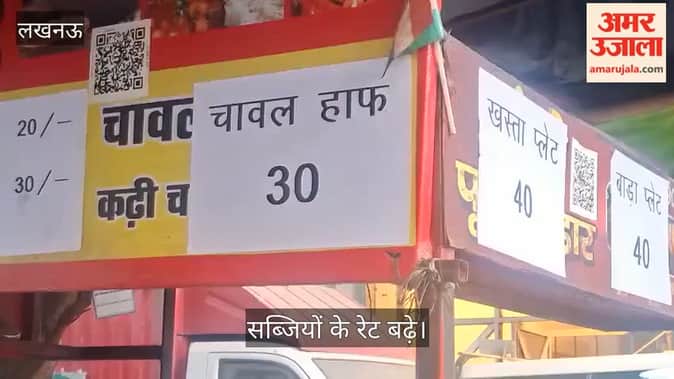 लखनऊ
अमर
उजाला
amarujala.com
20/-
30/-
चावल
कढ़ी च
चावल हाफ
30
खस्ता प्लेट
40
बाड़ा प्लेट
40
सब्जियों के रेट बढ़े।